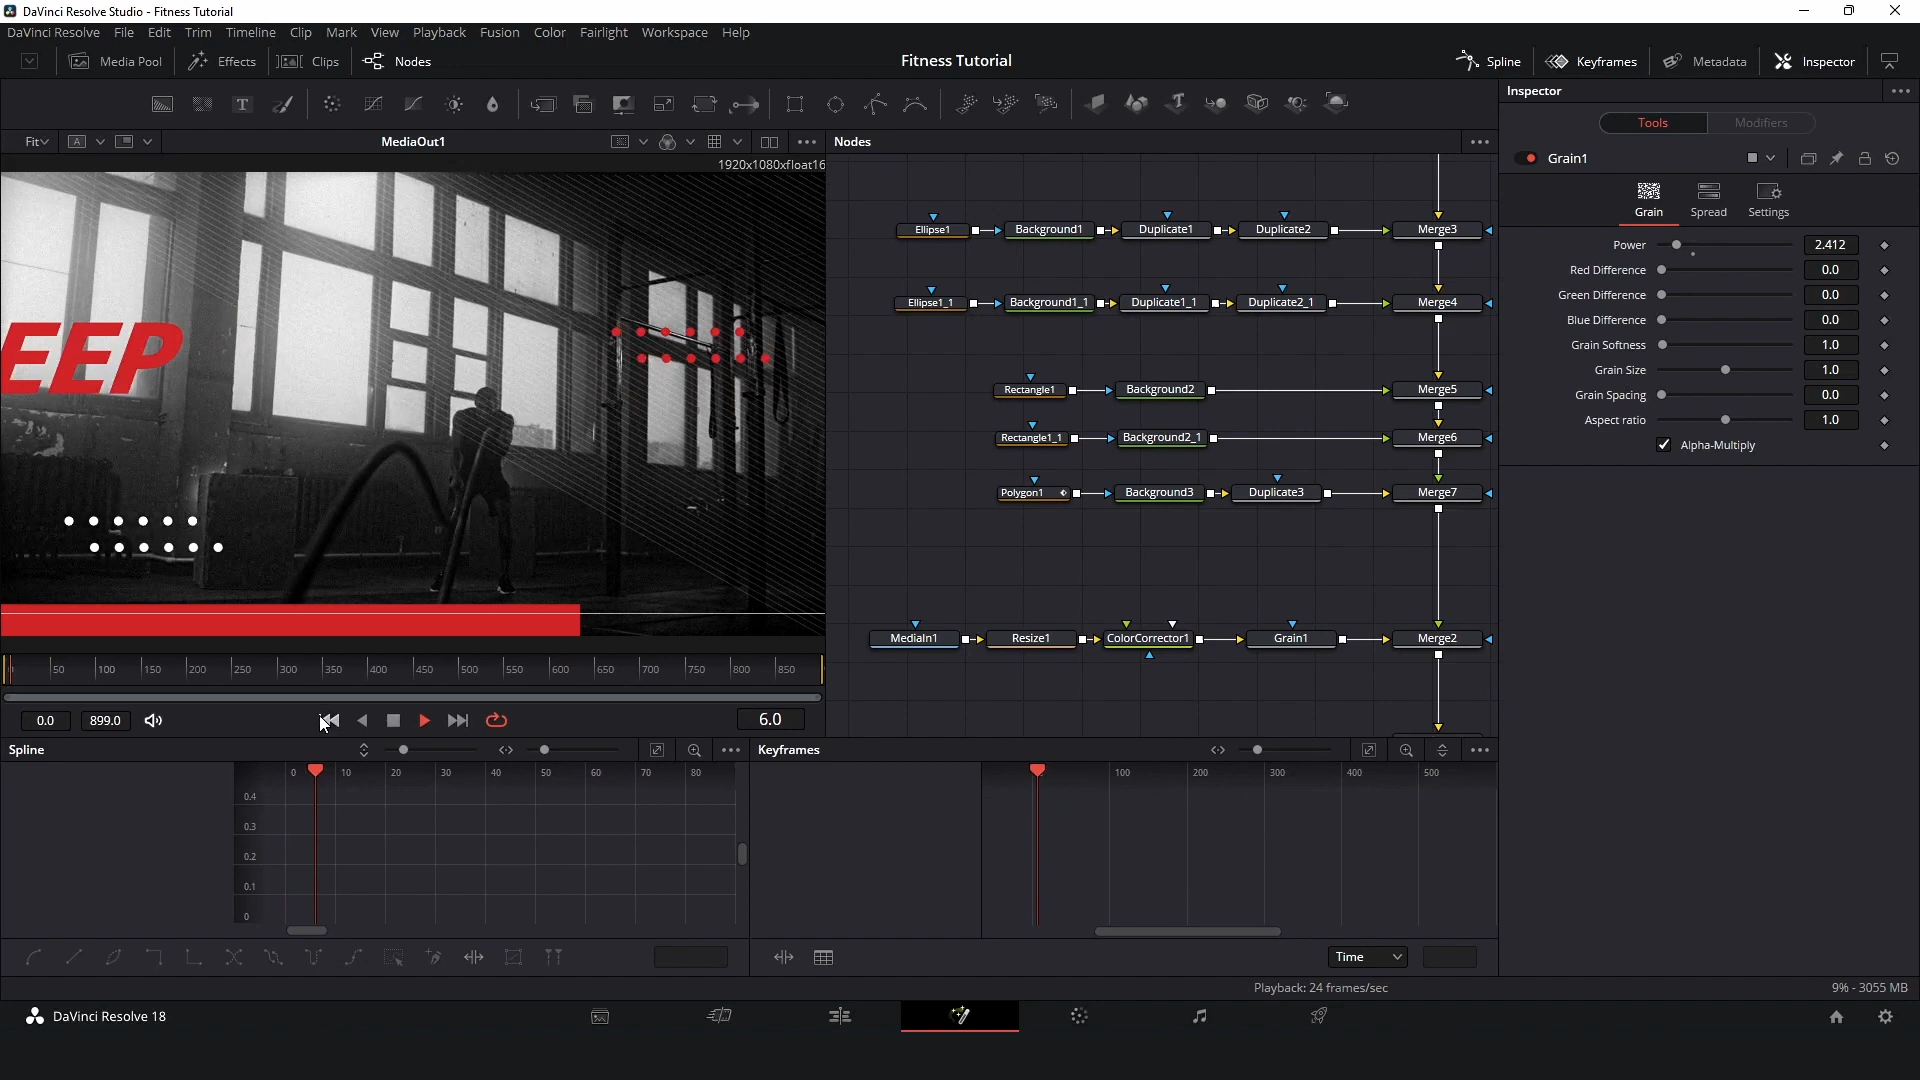 DaVinci Resolve Studio - Fitness Tutorial
DaVinci Resolve File Edit Trim Timeline Clip Mark View Playback Fusion Color Fairlight Workspace Help
Media Pool Effects Clips Nodes Fitness Tutorial Spline Keyframes Metadata Inspector
Inspector
Tools Modifiers
Fit A MediaOut1 Nodes
1920x1080xfloat16
Grain1
Grain Spread Settings
Power 2.412
Red Difference 0.0
Green Difference 0.0
Blue Difference 0.0
Grain Softness 1.0
Grain Size 1.0
Grain Spacing 0.0
Aspect ratio 1.0
Alpha-Multiply
EEP
Ellipse1 Background1 Duplicate1 Duplicate2 Merge3
Ellipse1_1 Background1_1 Duplicate1_1 Duplicate2_1 Merge4
Rectangle1 Background2 Merge5
Rectangle1_1 Background2_1 Merge6
Polygon1 Background3 Duplicate3 Merge7
MediaIn1 Resize1 ColorCorrector1 Grain1 Merge2
50 100 150 200 250 300 350 400 450 500 550 600 650 700 750 800 850
0.0 899.0 6.0
Spline
0 10 20 30 40 50 60 70 80
0.4
0.3
0.2
0.1
0
Keyframes
100 200 300 400 500
Time
Playback: 24 frames/sec 9% - 3055 MB
DaVinci Resolve 18